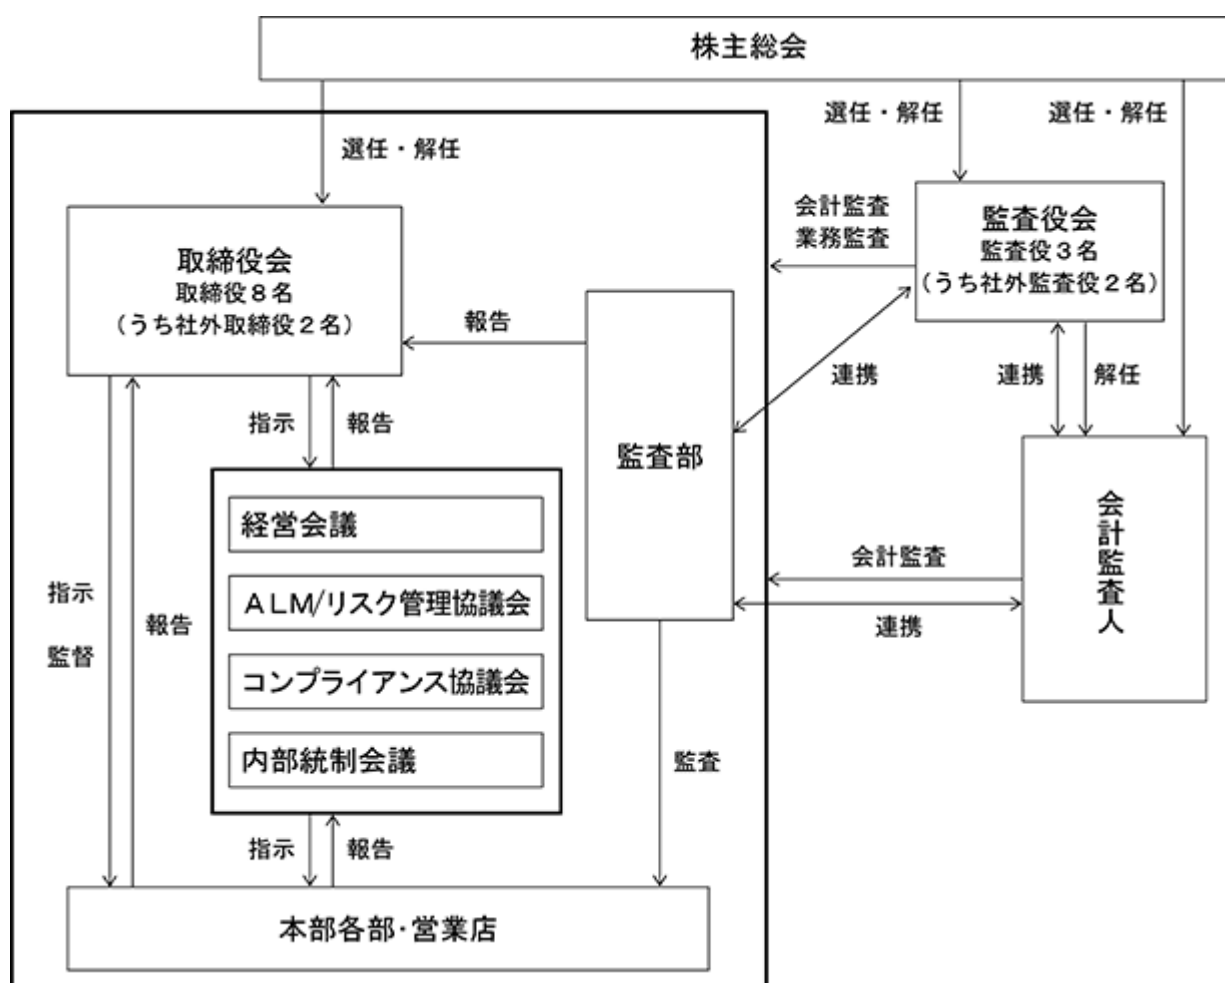 株主総会
選任・解任
選任・解任
選任・解任
取締役会
取締役8名
(うち社外取締役2名)
会計監査
業務監査
監査役会
監査役3名
(うち社外監査役2名)
報告
連携
連携
解任
指示
報告
監査部
経営会議
ALM/リスク管理協議会
コンプライアンス協議会
内部統制会議
指示
監督
報告
会計監査
連携
会計監査人
監査
指示
報告
本部各部・営業店